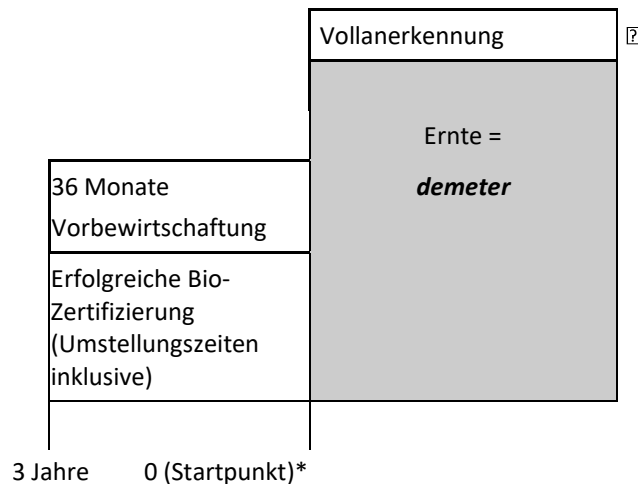 Vollanerkennung
Ernte =
demeter
36 Monate
Vorbewirtschaftung
Erfolgreiche Bio-
Zertifizierung
(Umstellungszeiten
inklusive)
3 Jahre 0 (Startpunkt)*